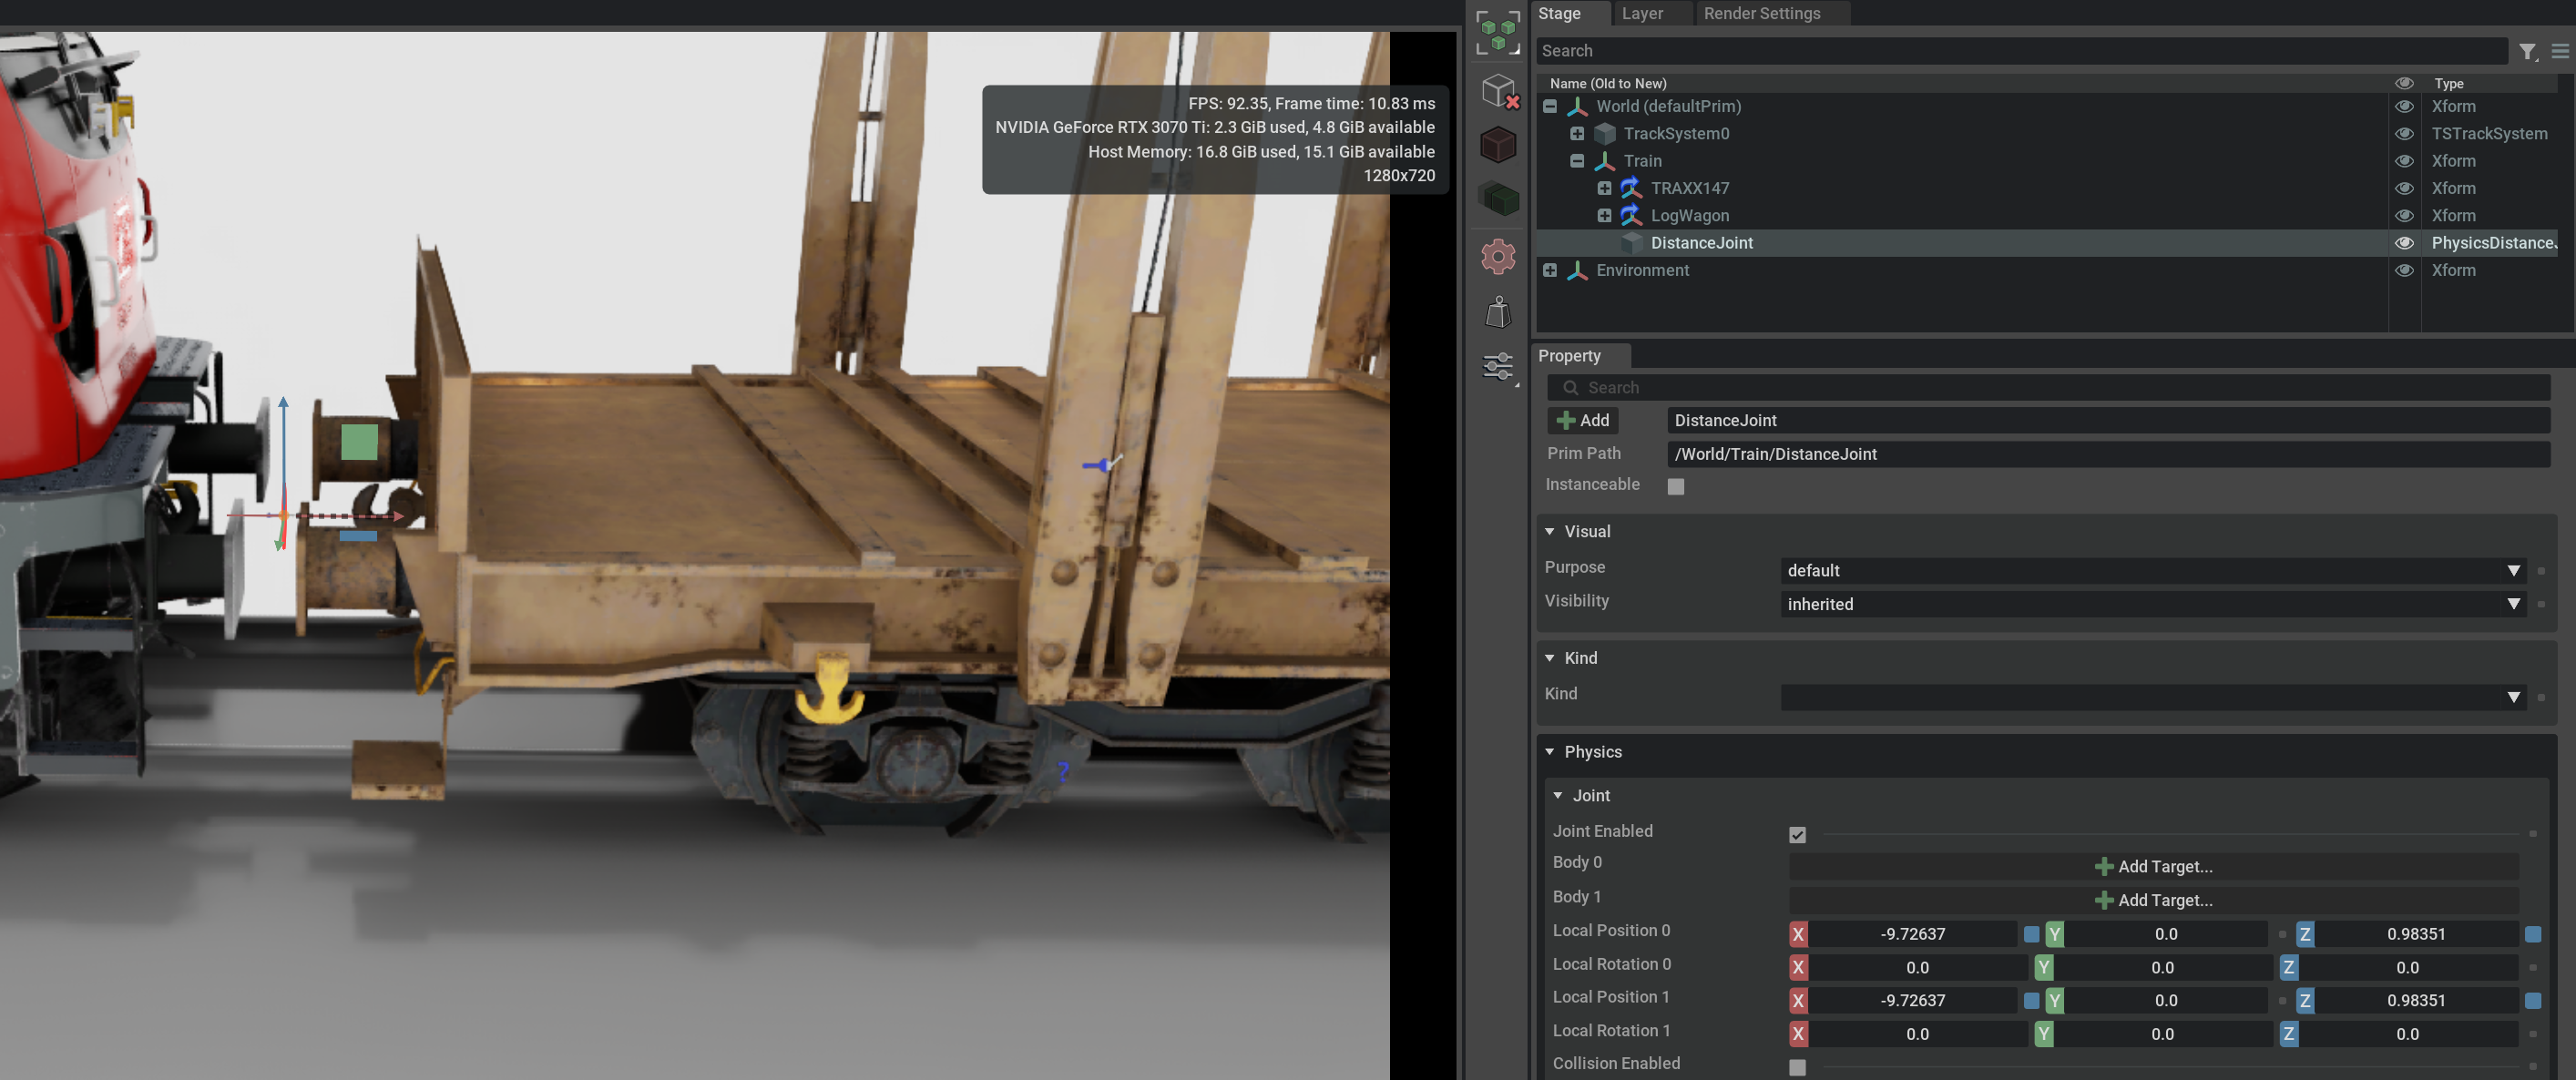 FPS: 92.35, Frame time: 10.83 ms
NVIDIA GeForce RTX 3070 Ti: 2.3 GiB used, 4.8 GiB available
Host Memory: 16.8 GiB used, 15.1 GiB available
1280x720
?
Stage Layer Render Settings
Search
Name (Old to New) Type
World (defaultPrim) Xform
TrackSystem0 TSTrackSystem
Train Xform
TRAXX147 Xform
LogWagon Xform
DistanceJoint PhysicsDistanceJ
Environment Xform
Property
Search
Add DistanceJoint
Prim Path /World/Train/DistanceJoint
Instanceable
Visual
Purpose default
Visibility inherited
Kind
Kind
Physics
Joint
Joint Enabled
Body 0 Add Target...
Body 1 Add Target...
Local Position 0 X -9.72637 Y 0.0 Z 0.98351
Local Rotation 0 X 0.0 Y 0.0 Z 0.0
Local Position 1 X -9.72637 Y 0.0 Z 0.98351
Local Rotation 1 X 0.0 Y 0.0 Z 0.0
Collision Enabled